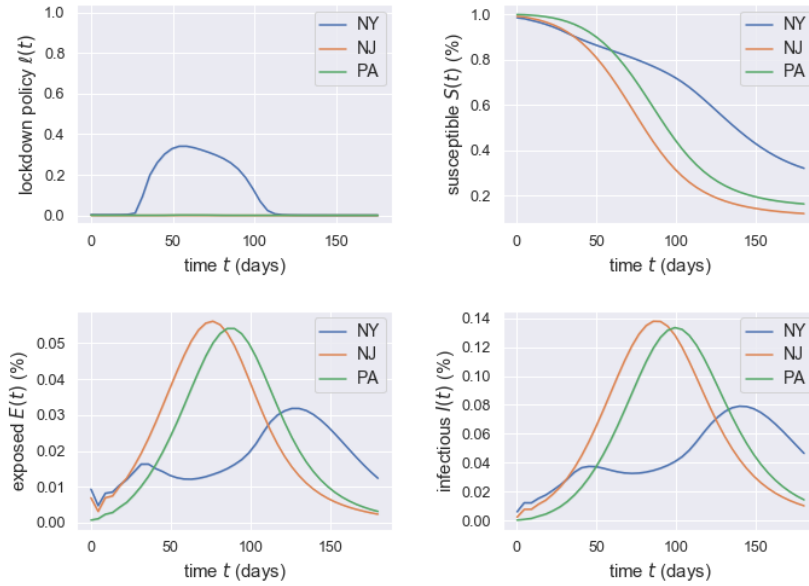 1.0
0.8
0.6
0.4
0.2
0.0
lockdown policy ℓ(t)
NY
NJ
PA
0
50
100
150
time t (days)
1.0
0.8
0.6
0.4
0.2
susceptible S(t) (%)
NY
NJ
PA
0
50
100
150
time t (days)
0.05
0.04
0.03
0.02
0.01
0.00
exposed E(t) (%)
NY
NJ
PA
0
50
100
150
time t (days)
0.14
0.12
0.10
0.08
0.06
0.04
0.02
0.00
infectious I(t) (%)
NY
NJ
PA
0
50
100
150
time t (days)